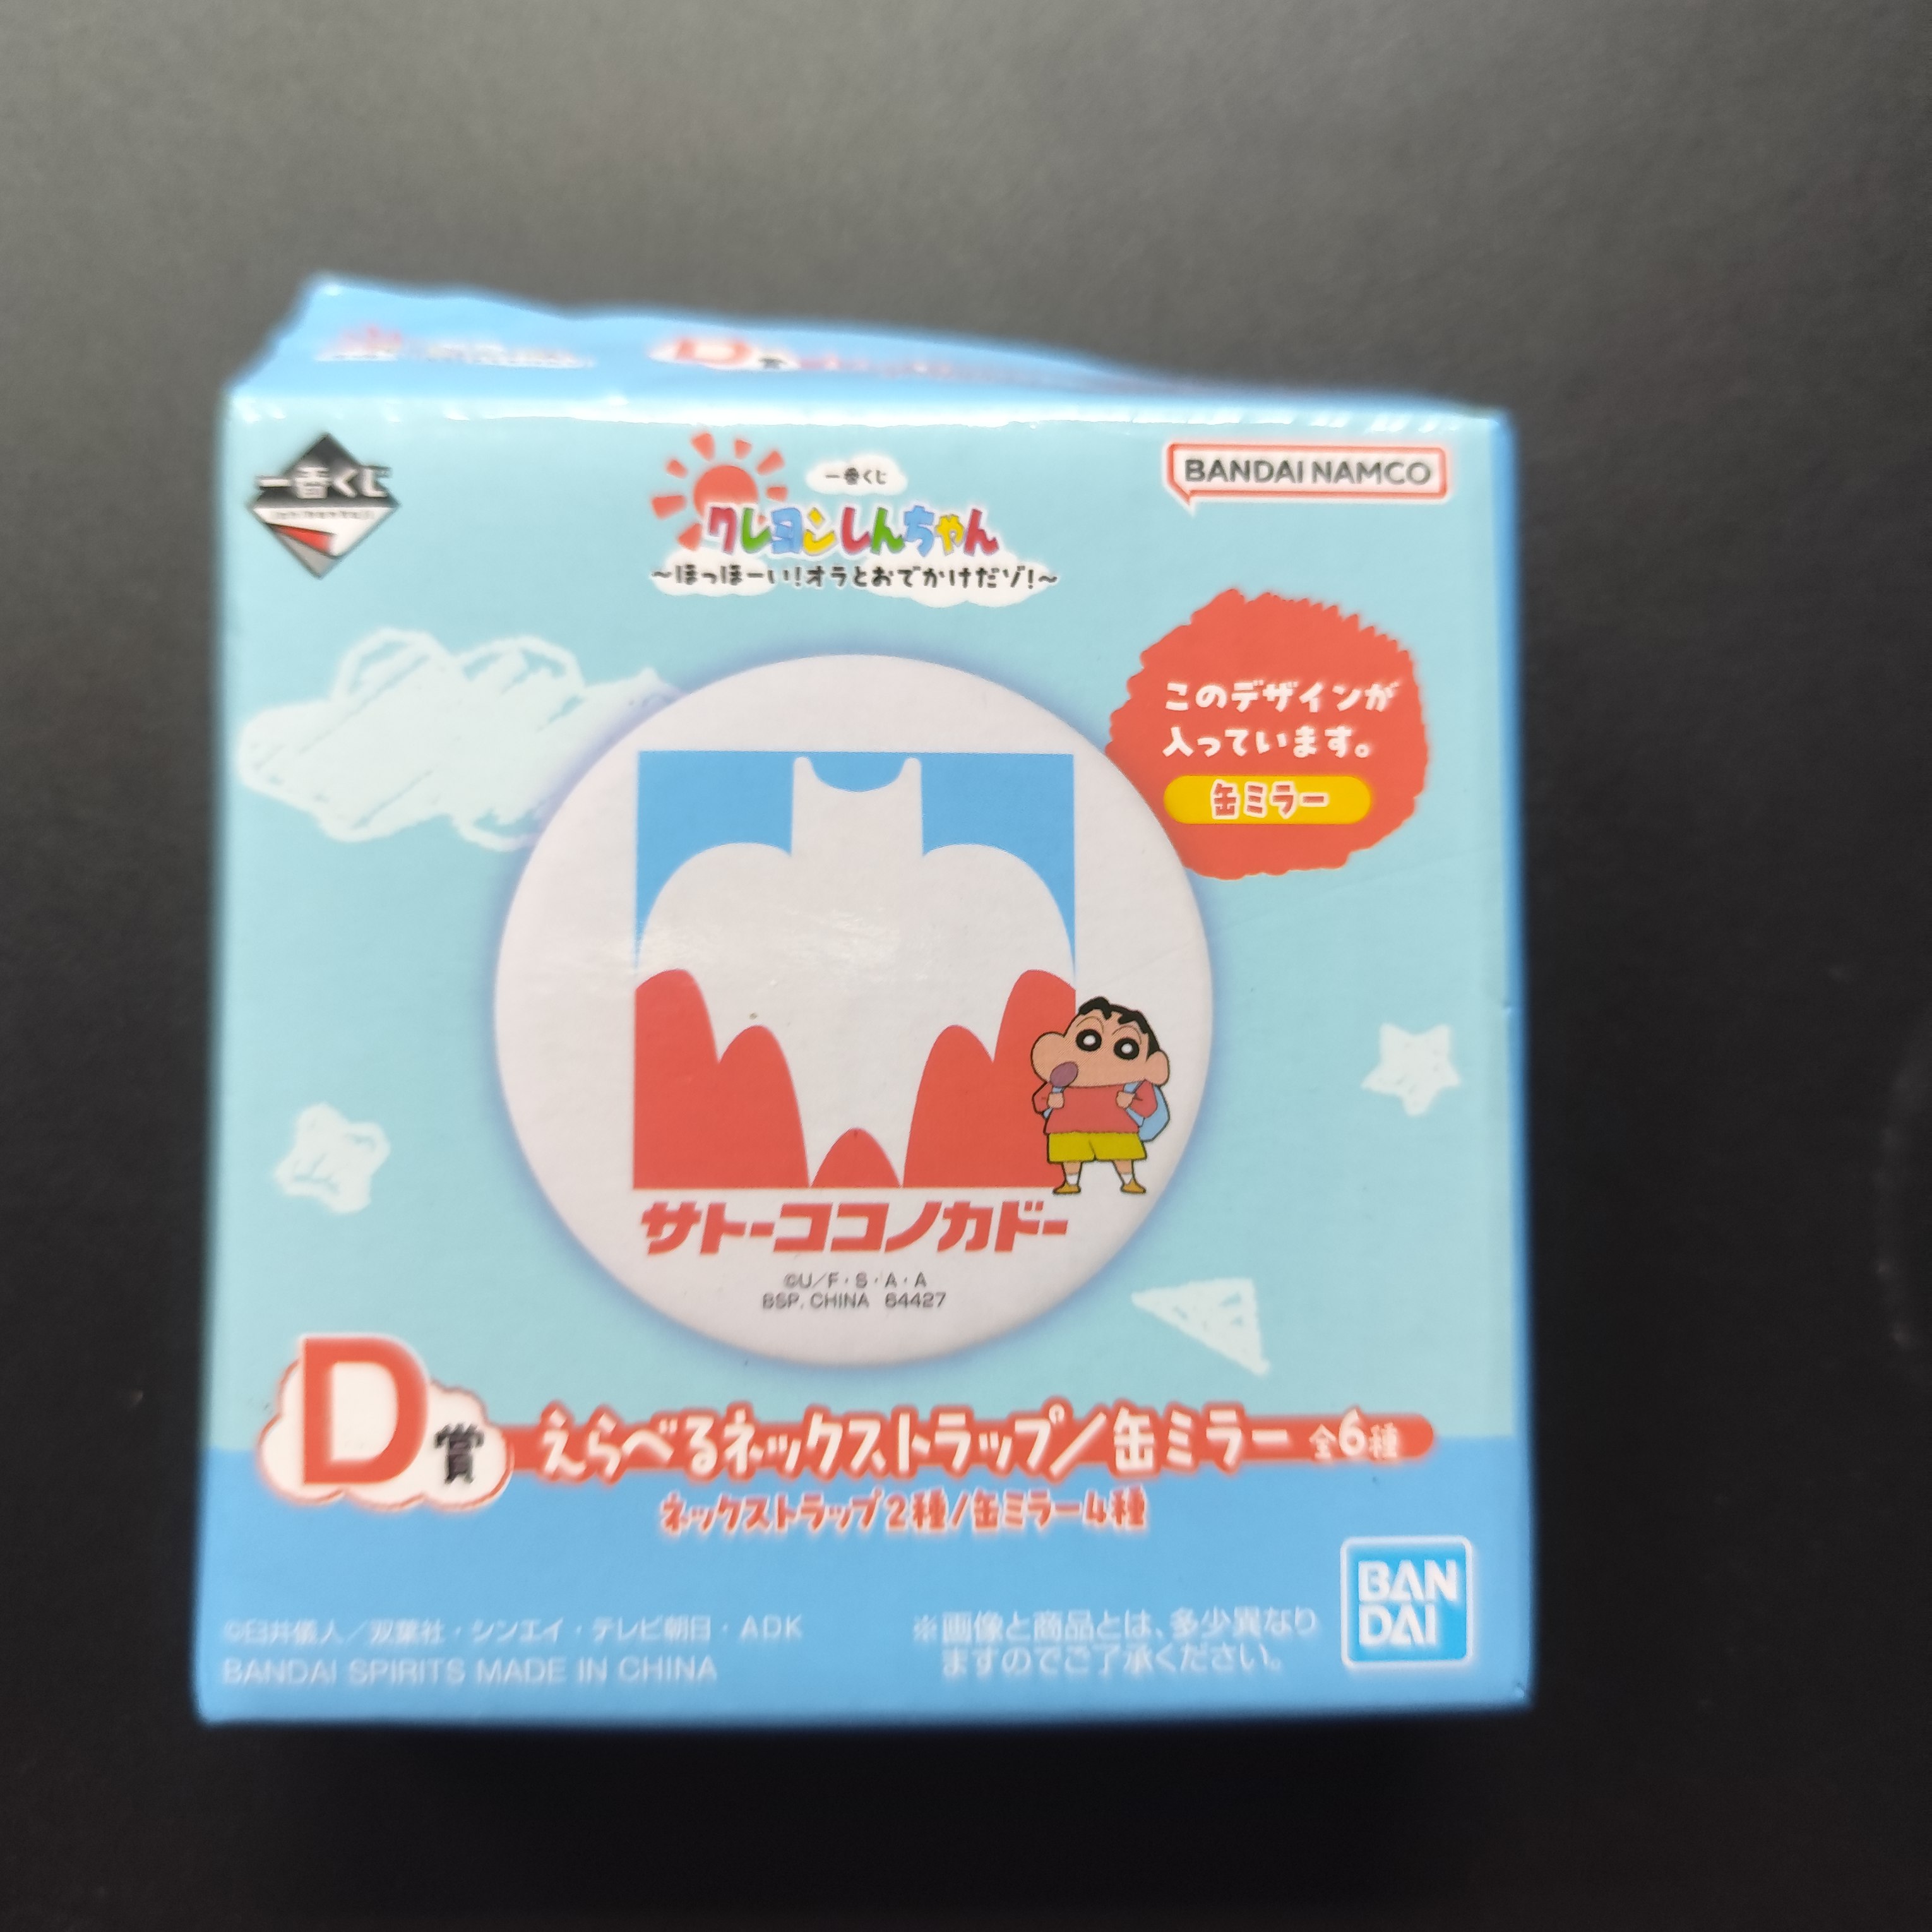 一番くじ
一番くじ
クレヨンしんちゃん
～ほっほーい!オラとおでかけだゾ!～
BANDAI NAMCO
このデザインが
入っています。
缶ミラー
サトーココノカドー
©U/F・S・A・A
BSP, CHINA 64427
D賞 えらべるネックストラップ/缶ミラー 全6種
ネックストラップ2種/缶ミラー4種
©臼井儀人/双葉社・シンエイ・テレビ朝日・ADK
BANDAI SPIRITS MADE IN CHINA
※画像と商品とは、多少異なり
ますのでご了承ください。
BAN
DAI